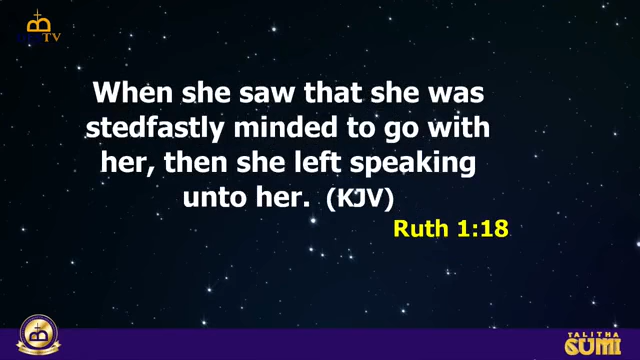 TV
When she saw that she was
stedfastly minded to go with
her, then she left speaking
unto her. (KJV)
Ruth 1:18
TALITHA
CUMI